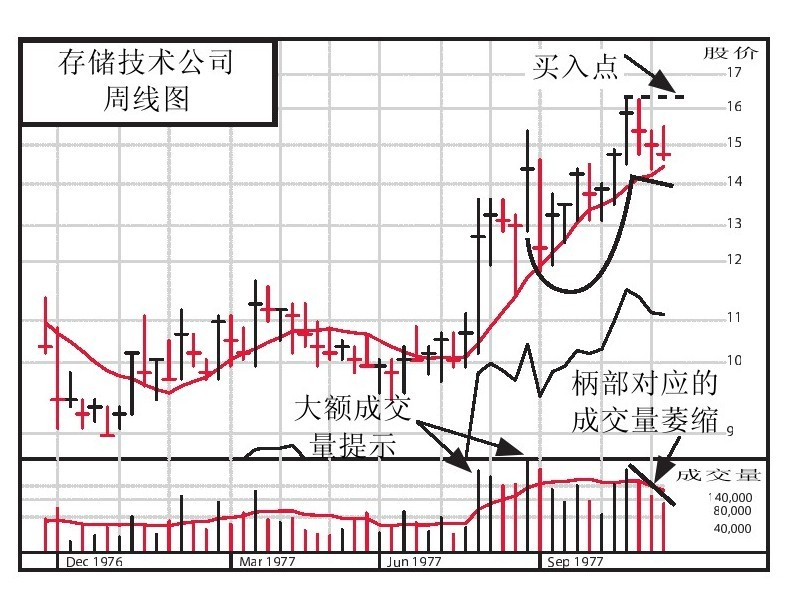 存储技术公司
周线图
买入点
股价
17
16
15
14
13
12
11
10
9
大额成交
量提示
柄部对应的
成交量萎缩
成交量
140,000
80,000
40,000
Dec 1976
Mar 1977
Jun 1977
Sep 1977